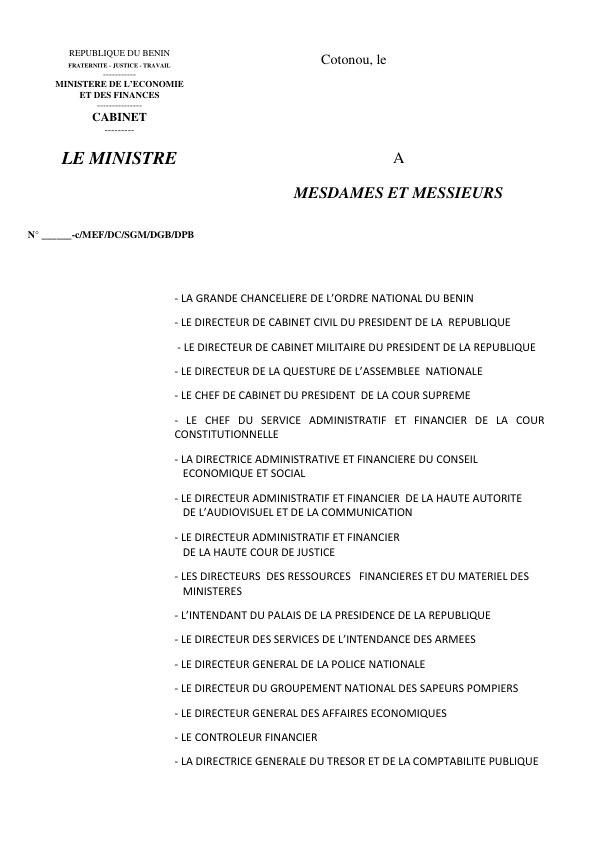 REPUBLIQUE DU BENIN
FRATERNITE - JUSTICE - TRAVAIL
-----------
MINISTERE DE L'ECONOMIE
ET DES FINANCES
---------------
CABINET
---------
LE MINISTRE
Cotonou, le
A
MESDAMES ET MESSIEURS
N° ______-c/MEF/DC/SGM/DGB/DPB
- LA GRANDE CHANCELIERE DE L'ORDRE NATIONAL DU BENIN
- LE DIRECTEUR DE CABINET CIVIL DU PRESIDENT DE LA REPUBLIQUE
- LE DIRECTEUR DE CABINET MILITAIRE DU PRESIDENT DE LA REPUBLIQUE
- LE DIRECTEUR DE LA QUESTURE DE L'ASSEMBLEE NATIONALE
- LE CHEF DE CABINET DU PRESIDENT DE LA COUR SUPREME
- LE CHEF DU SERVICE ADMINISTRATIF ET FINANCIER DE LA COUR
CONSTITUTIONNELLE
- LA DIRECTRICE ADMINISTRATIVE ET FINANCIERE DU CONSEIL
ECONOMIQUE ET SOCIAL
- LE DIRECTEUR ADMINISTRATIF ET FINANCIER DE LA HAUTE AUTORITE
DE L'AUDIOVISUEL ET DE LA COMMUNICATION
- LE DIRECTEUR ADMINISTRATIF ET FINANCIER
DE LA HAUTE COUR DE JUSTICE
- LES DIRECTEURS DES RESSOURCES FINANCIERES ET DU MATERIEL DES
MINISTERES
- L'INTENDANT DU PALAIS DE LA PRESIDENCE DE LA REPUBLIQUE
- LE DIRECTEUR DES SERVICES DE L'INTENDANCE DES ARMEES
- LE DIRECTEUR GENERAL DE LA POLICE NATIONALE
- LE DIRECTEUR DU GROUPEMENT NATIONAL DES SAPEURS POMPIERS
- LE DIRECTEUR GENERAL DES AFFAIRES ECONOMIQUES
- LE CONTROLEUR FINANCIER
- LA DIRECTRICE GENERALE DU TRESOR ET DE LA COMPTABILITE PUBLIQUE